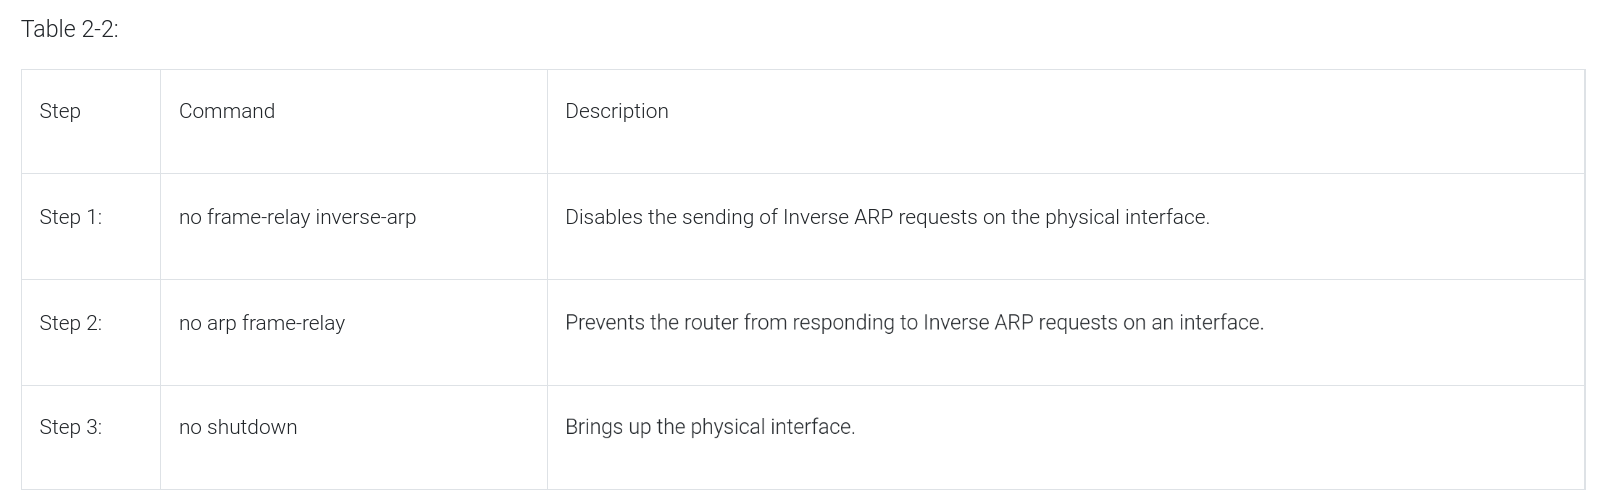 Table 2-2:
Step Command Description
Step 1: no frame-relay inverse-arp Disables the sending of Inverse ARP requests on the physical interface.
Step 2: no arp frame-relay Prevents the router from responding to Inverse ARP requests on an interface.
Step 3: no shutdown Brings up the physical interface.